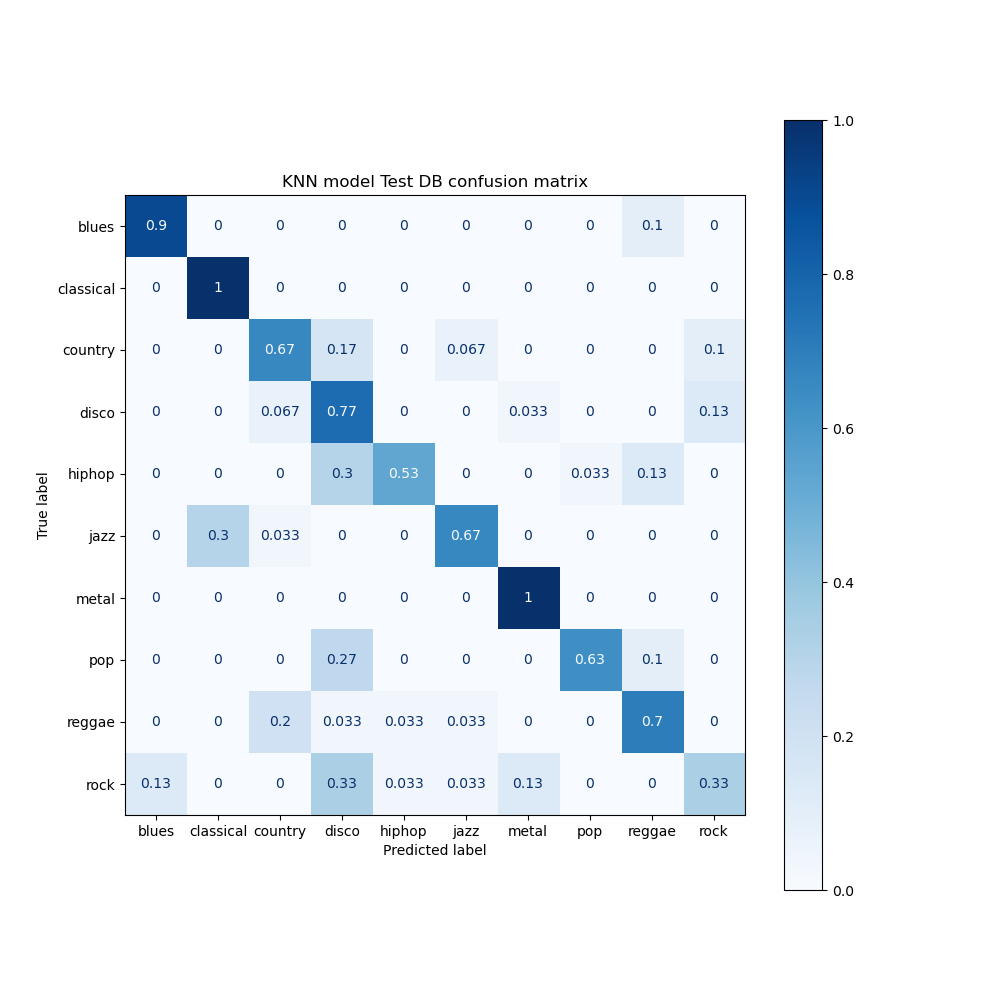 KNN model Test DB confusion matrix
blues 0.9 0 0 0 0 0 0 0 0.1 0
classical 0 1 0 0 0 0 0 0 0 0
country 0 0 0.67 0.17 0 0.067 0 0 0 0.1
disco 0 0 0.067 0.77 0 0 0.033 0 0 0.13
hiphop 0 0 0 0.3 0.53 0 0 0.033 0.13 0
jazz 0 0.3 0.033 0 0 0.67 0 0 0 0
metal 0 0 0 0 0 0 1 0 0 0
pop 0 0 0 0.27 0 0 0 0.63 0.1 0
reggae 0 0 0.2 0.033 0.033 0.033 0 0 0.7 0
rock 0.13 0 0 0.33 0.033 0.033 0.13 0 0 0.33
blues classical country disco hiphop jazz metal pop reggae rock
Predicted label
True label
1.0
0.8
0.6
0.4
0.2
0.0